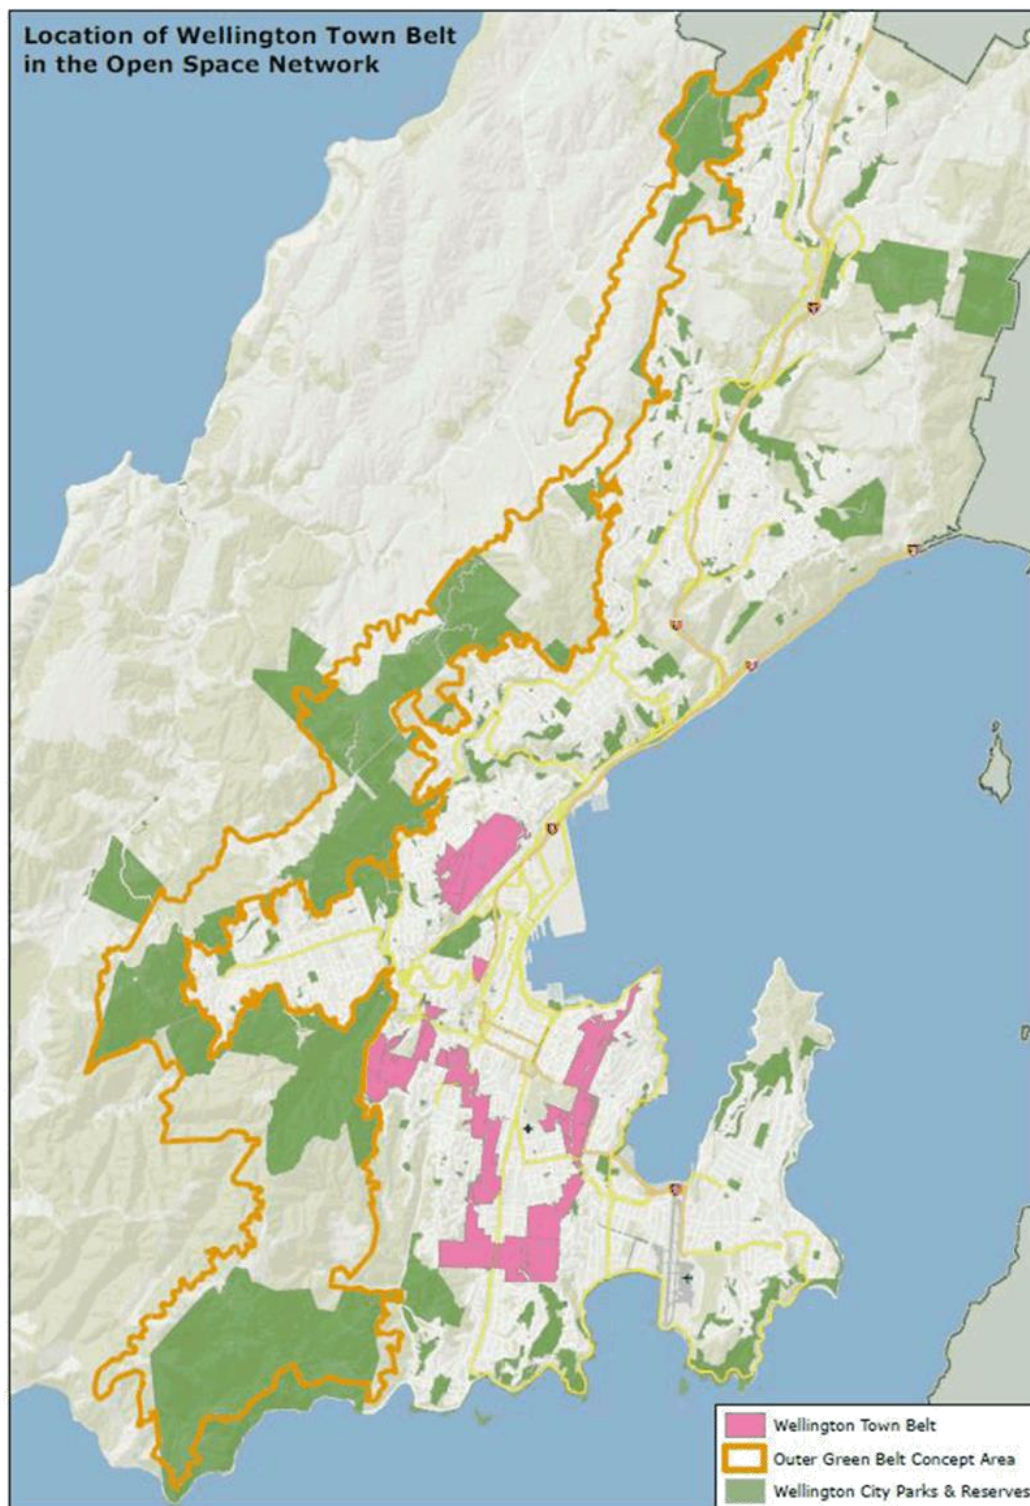 Location of Wellington Town Belt
in the Open Space Network
Wellington Town Belt
Outer Green Belt Concept Area
Wellington City Parks & Reserves